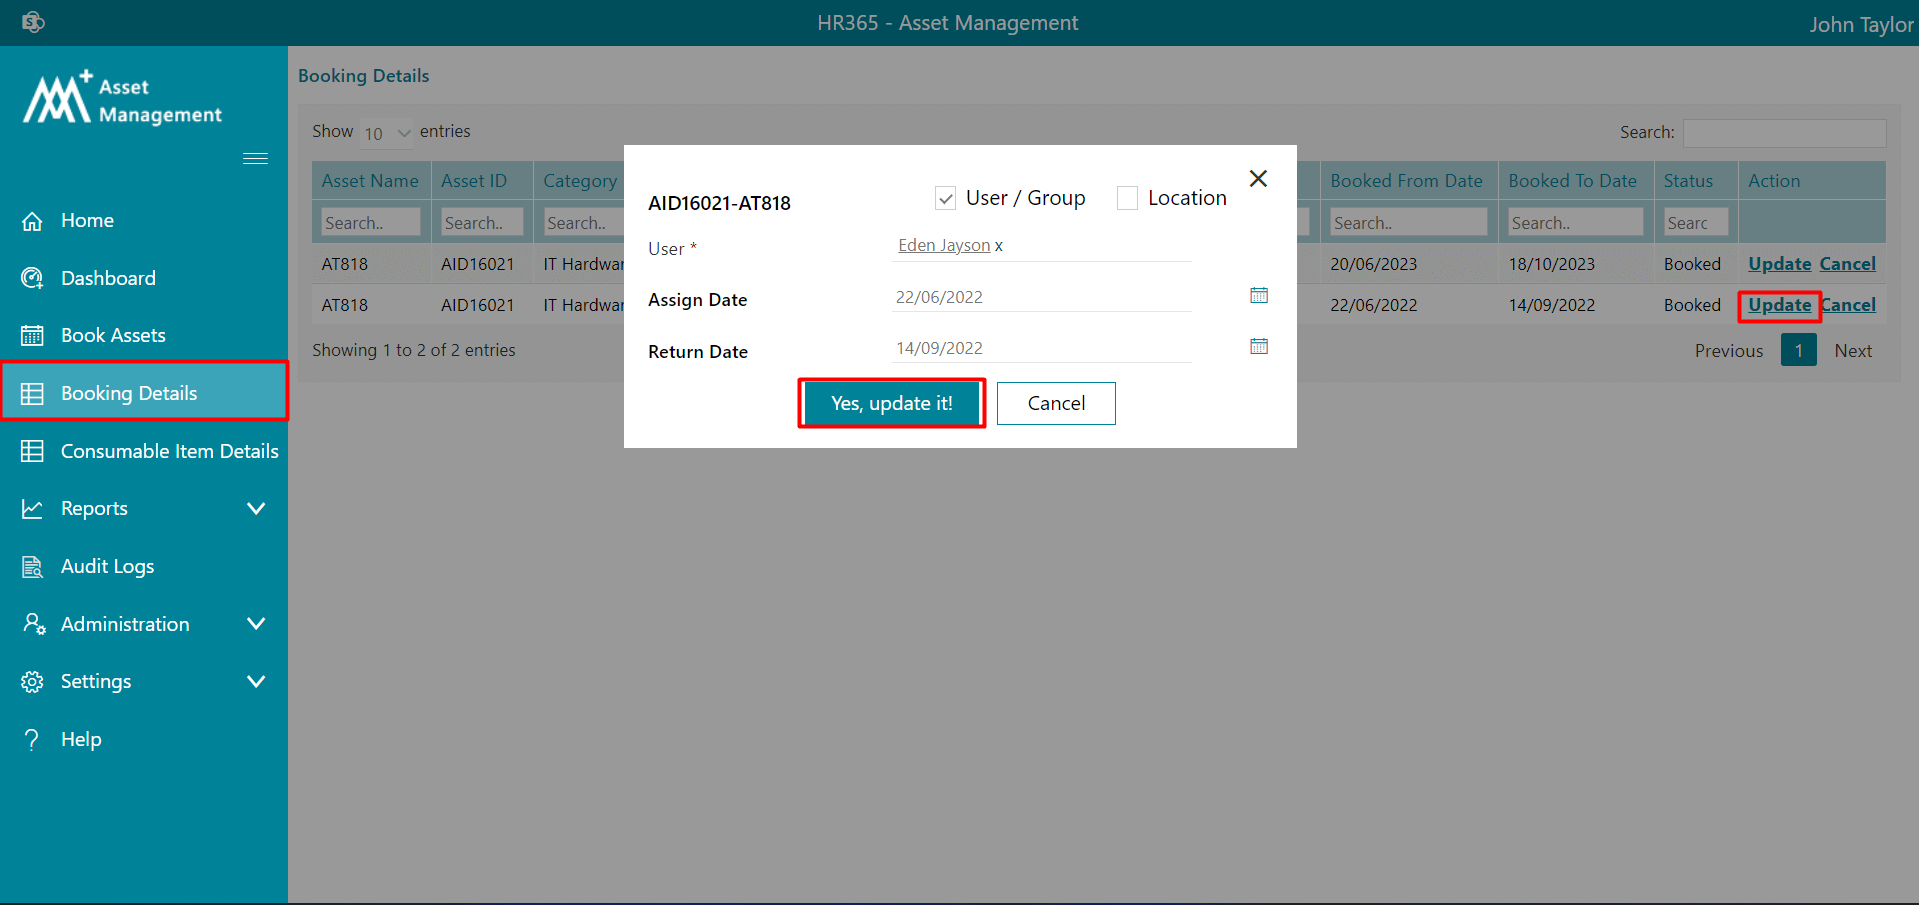 HR365 - Asset Management
John Taylor
Asset
Management
Home
Dashboard
Book Assets
Booking Details
Consumable Item Details
Reports
Audit Logs
Administration
Settings
Help
Booking Details
Show 10 entries
Search:
Asset Name Asset ID Category Booked From Date Booked To Date Status Action
Search.. Search.. Search.. Search.. Search.. Searc
AT818 AID16021 IT Hardwar 20/06/2023 18/10/2023 Booked Update Cancel
AT818 AID16021 IT Hardwar 22/06/2022 14/09/2022 Booked Update Cancel
Showing 1 to 2 of 2 entries
Previous 1 Next
AID16021-AT818 User / Group Location
User * Eden Jayson x
Assign Date 22/06/2022
Return Date 14/09/2022
Yes, update it! Cancel